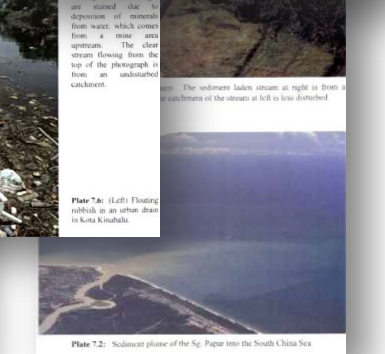 are stained due to
deposition of minerals
from water, which comes
from a mine area
upstream. The clear
stream flowing from the
top of the photograph is
from an undisturbed
catchment.
The sediment laden stream at right is from a
catchment of the stream at left is less disturbed.
Plate 7.6: (Left) Floating
rubbish in an urban drain
in Kota Kinabalu.
Plate 7.2: Sediment plume of the Sg. Papar into the South China Sea